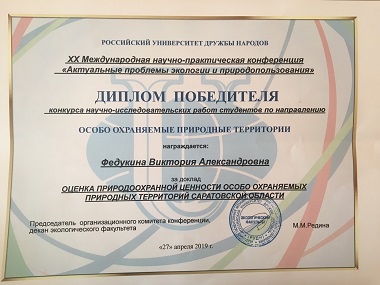 РОССИЙСКИЙ УНИВЕРСИТЕТ ДРУЖБЫ НАРОДОВ
XX Международная научно-практическая конференция
«Актуальные проблемы экологии и природопользования»
ДИПЛОМ ПОБЕДИТЕЛЯ
конкурса научно-исследовательских работ студентов по направлению
ОСОБО ОХРАНЯЕМЫЕ ПРИРОДНЫЕ ТЕРРИТОРИИ
награждается:
Федукина Виктория Александровна
за доклад
ОЦЕНКА ПРИРОДООХРАННОЙ ЦЕННОСТИ ОСОБО ОХРАНЯЕМЫХ
ПРИРОДНЫХ ТЕРРИТОРИЙ САРАТОВСКОЙ ОБЛАСТИ
Председатель организационного комитета конференции,
декан экологического факультета
М.М.Редина
ЭКОЛОГИЧЕСКИЙ
ФАКУЛЬТЕТ
«27» апреля 2019 г.